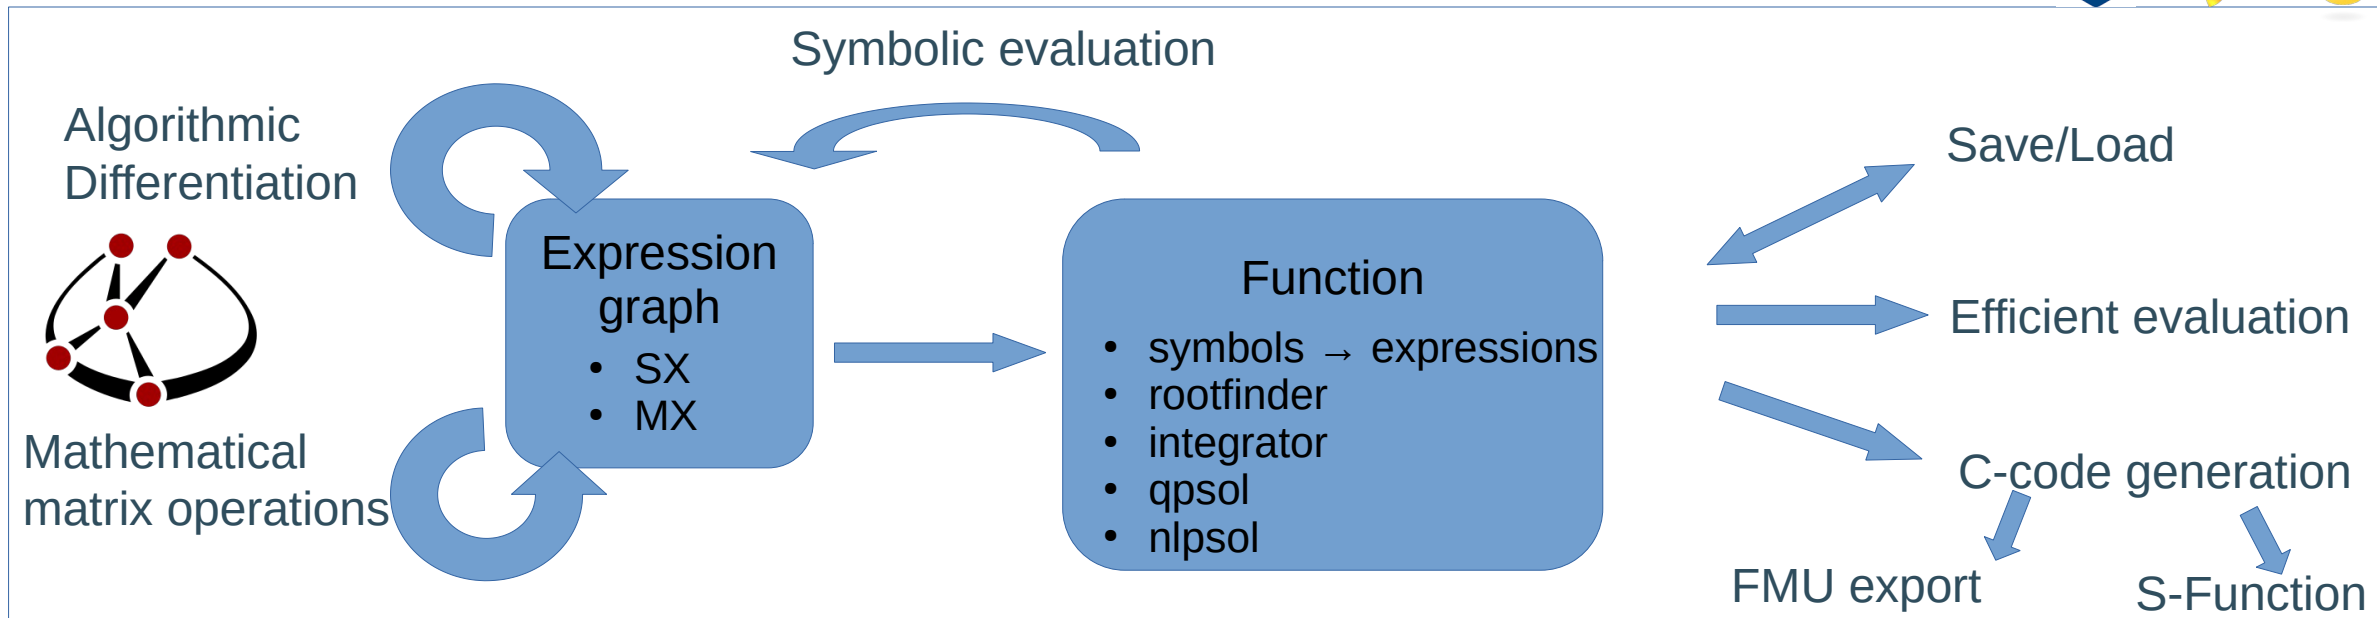 Symbolic evaluation
Algorithmic
Differentiation
Mathematical
matrix operations
Expression
graph
• SX
• MX
Function
• symbols → expressions
• rootfinder
• integrator
• qpsol
• nlpsol
Save/Load
Efficient evaluation
C-code generation
FMU export
S-Function